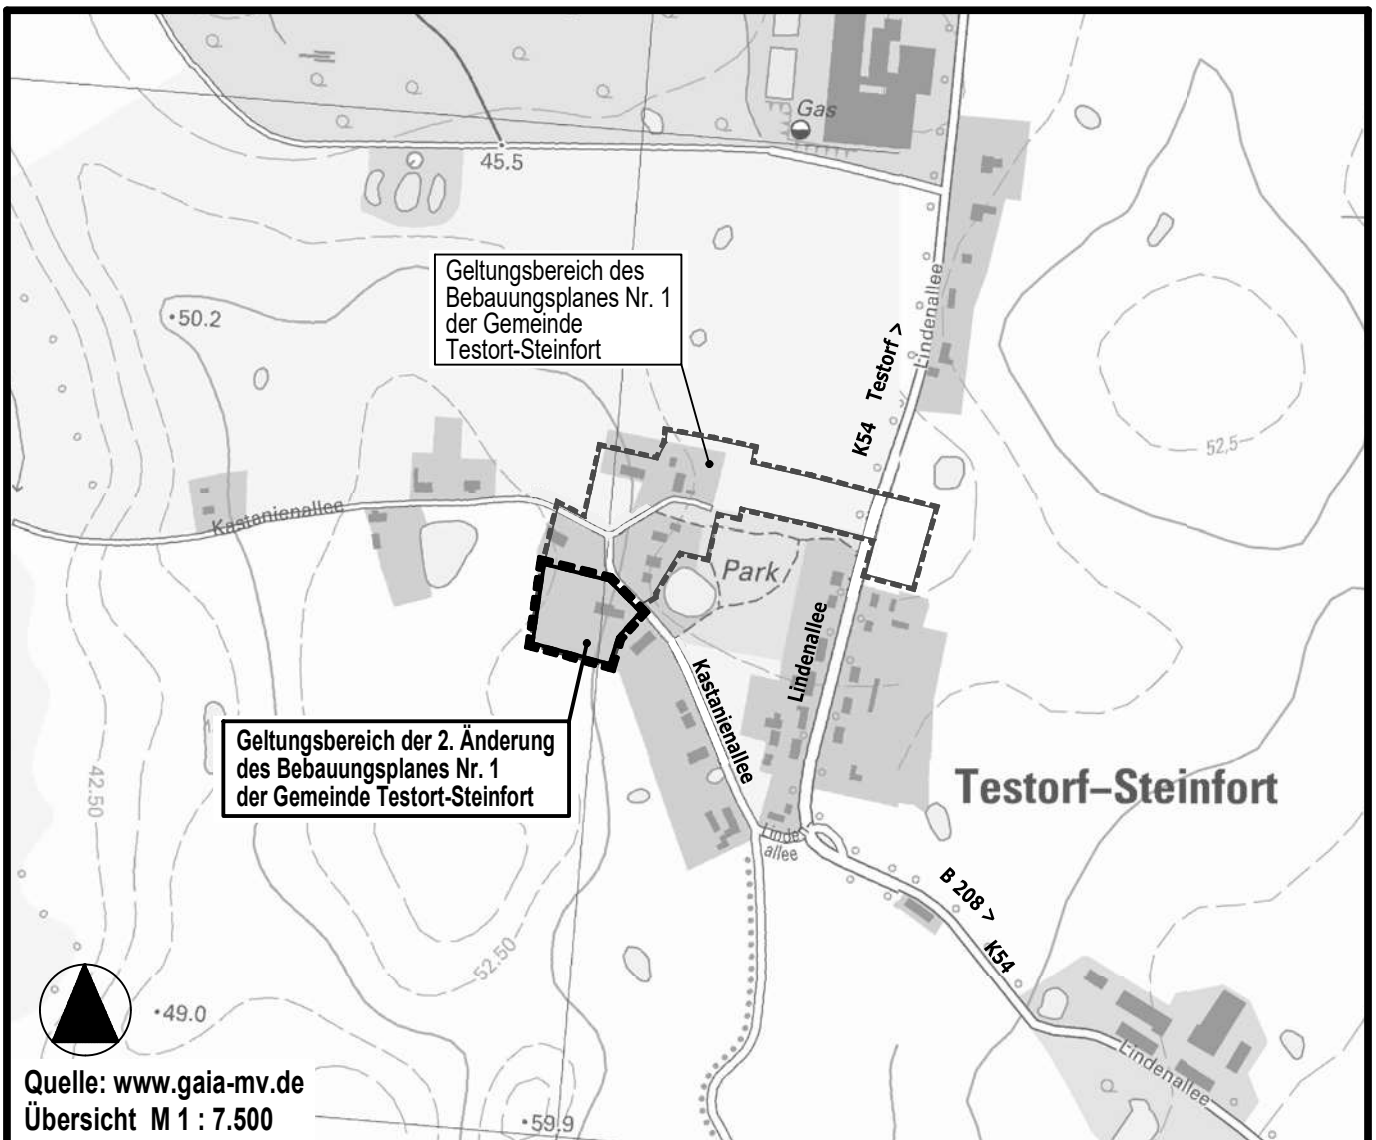 Gas
45.5
Geltungsbereich des
Bebauungsplanes Nr. 1
der Gemeinde
Testort-Steinfort
50.2
Lindenallee
K54 Testorf >
52,5
Kastanienallee
Park
Lindenallee
Kastanienallee
Geltungsbereich der 2. Änderung
des Bebauungsplanes Nr. 1
der Gemeinde Testort-Steinfort
42.50
Testorf–Steinfort
Linden
allee
B 208 >
K54
52.50
49.0
Lindenallee
Quelle: www.gaia-mv.de
Übersicht M 1 : 7.500
59.9